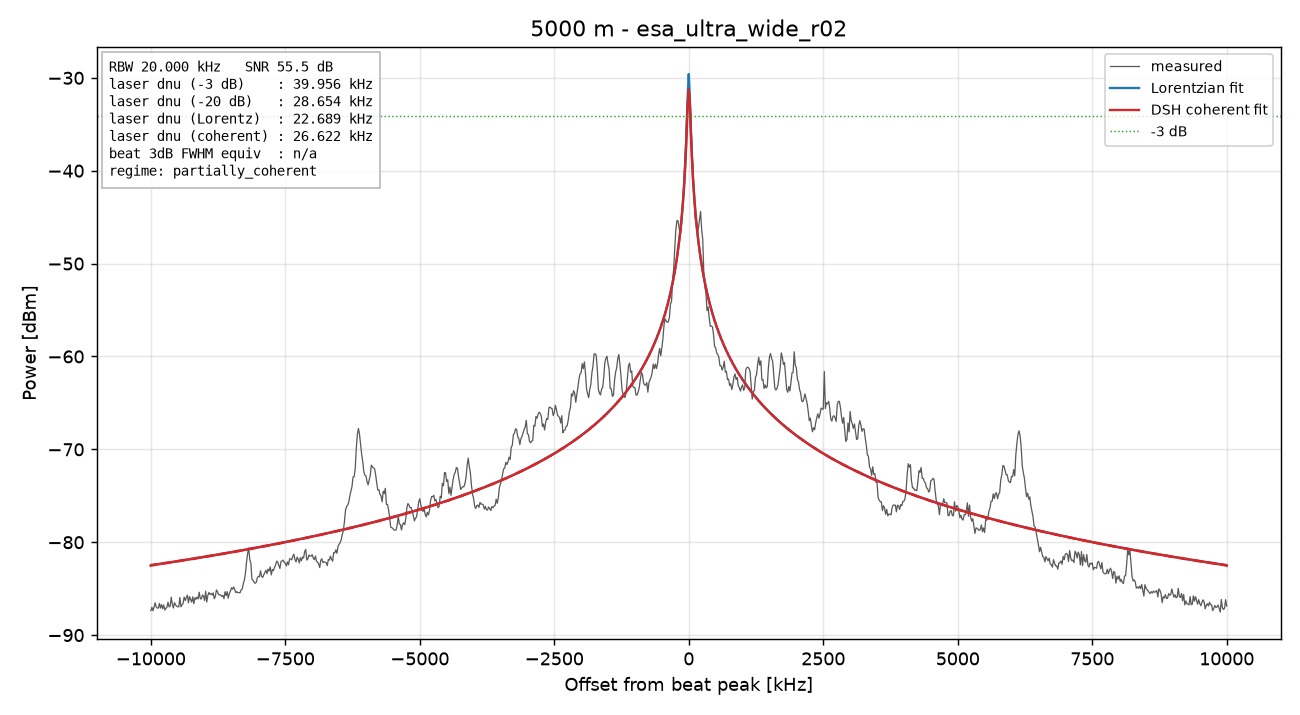 5000 m - esa_ultra_wide_r02
RBW 20.000 kHz   SNR 55.5 dB
laser dnu (-3 dB)    : 39.956 kHz
laser dnu (-20 dB)   : 28.654 kHz
laser dnu (Lorentz)  : 22.689 kHz
laser dnu (coherent) : 26.622 kHz
beat 3dB FWHM equiv  : n/a
regime: partially_coherent
measured
Lorentzian fit
DSH coherent fit
-3 dB
Power [dBm]
−30
−40
−50
−60
−70
−80
−90
−10000 −7500 −5000 −2500 0 2500 5000 7500 10000
Offset from beat peak [kHz]